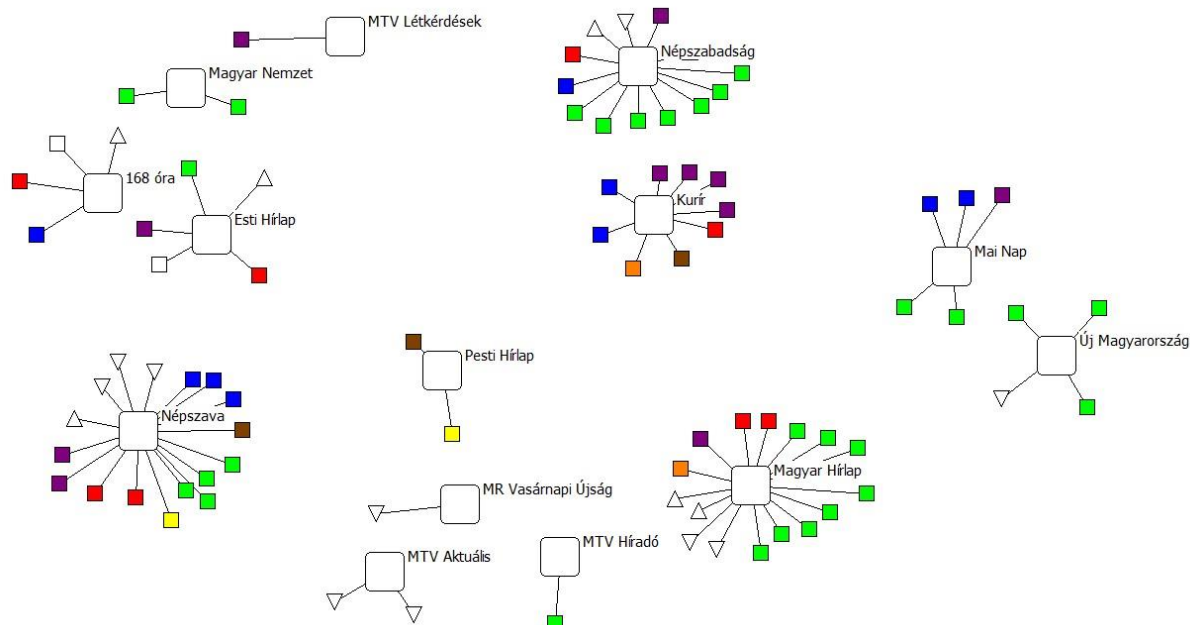 MTV Létkérdések
Népszabadság
Magyar Nemzet
168 óra
Esti Hírlap
Kurír
Mai Nap
Új Magyarország
Pesti Hírlap
Népszava
Magyar Hírlap
MR Vasárnapi Újság
MTV Aktuális
MTV Híradó